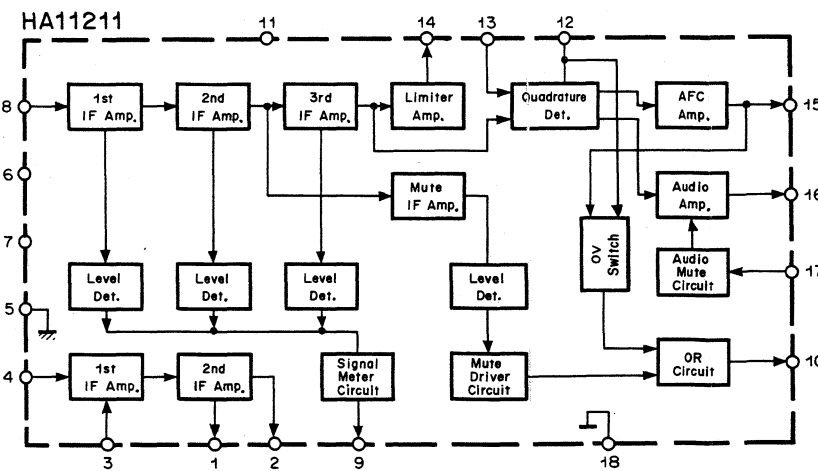 HA11211
11
14
13
12
8
1st
IF Amp.
2nd
IF Amp.
3rd
IF Amp.
Limiter
Amp.
Quadrature
Det.
AFC
Amp.
15
6
Mute
IF Amp.
Audio
Amp.
16
7
Level
Det.
Level
Det.
Level
Det.
Level
Det.
OV
Switch
Audio
Mute
Circuit
17
5
4
1st
IF Amp.
2nd
IF Amp.
Signal
Meter
Circuit
Mute
Driver
Circuit
OR
Circuit
10
3
1
2
9
18